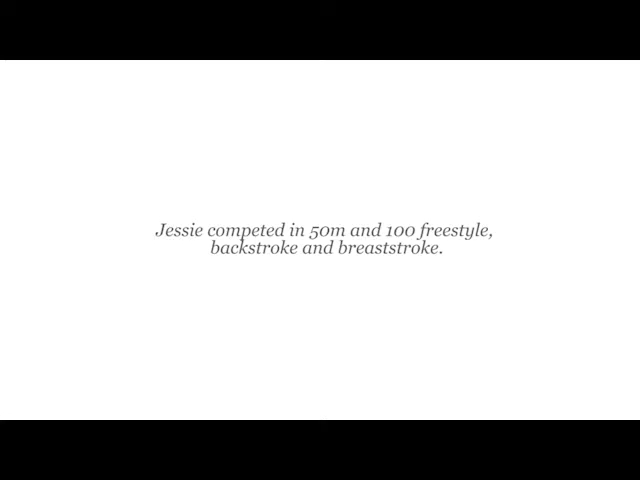 Jessie competed in 50m and 100 freestyle,
backstroke and breaststroke.